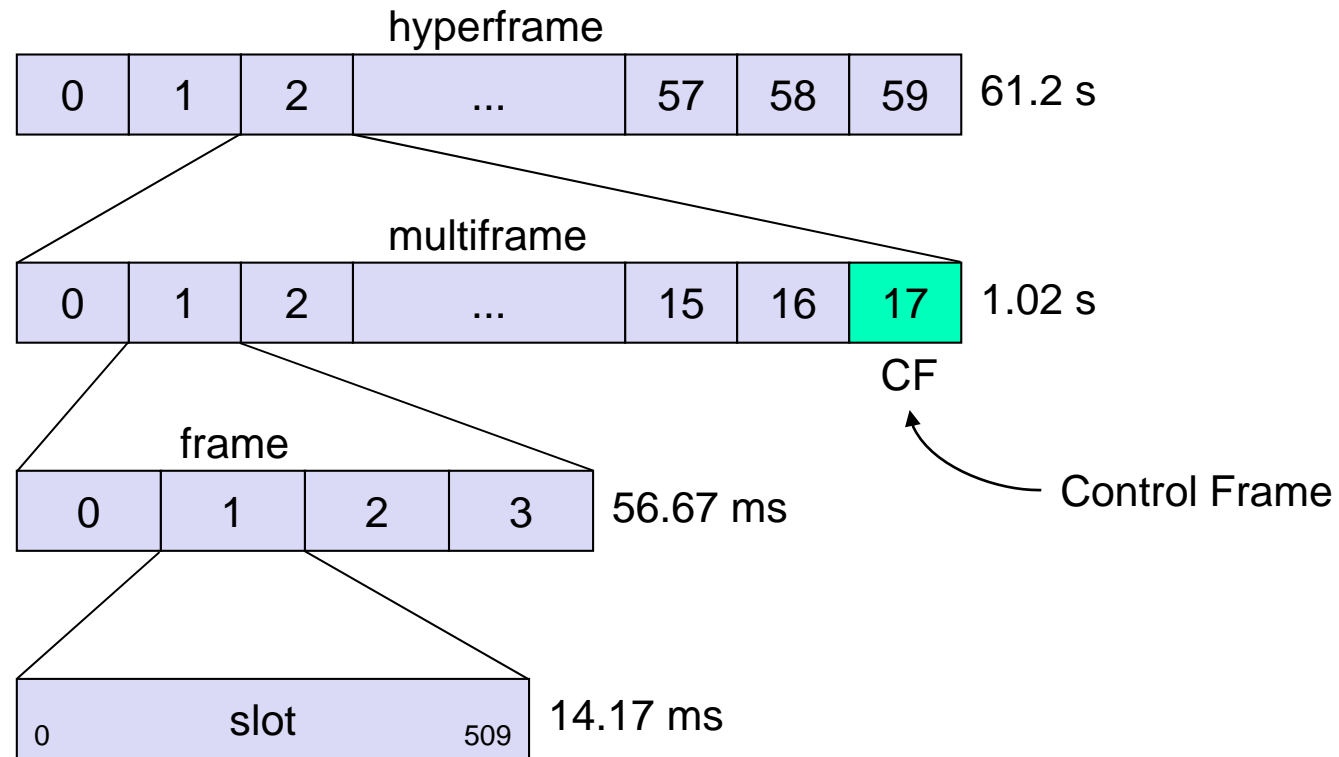 hyperframe
0 1 2 ... 57 58 59 61.2 s
multiframe
0 1 2 ... 15 16 17 1.02 s
CF
frame
Control Frame
0 1 2 3 56.67 ms
0 slot 509 14.17 ms